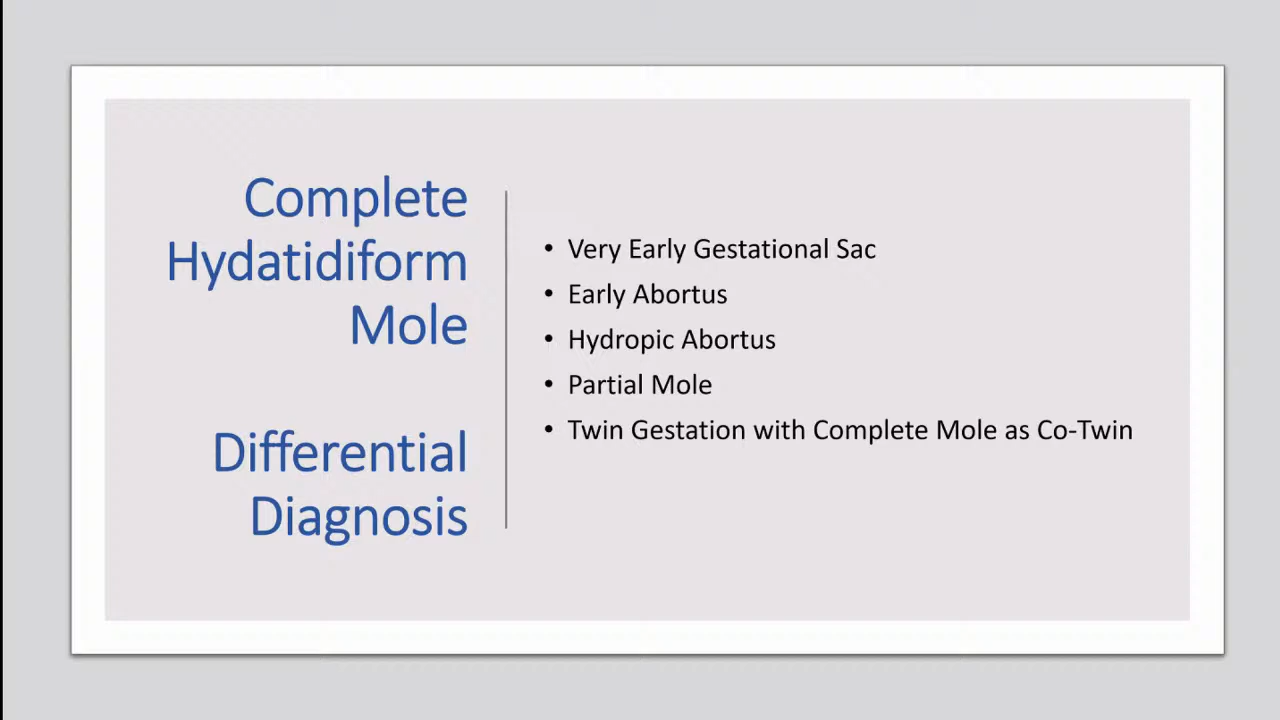 Complete
Hydatidiform
Mole
Differential
Diagnosis
• Very Early Gestational Sac
• Early Abortus
• Hydropic Abortus
• Partial Mole
• Twin Gestation with Complete Mole as Co-Twin